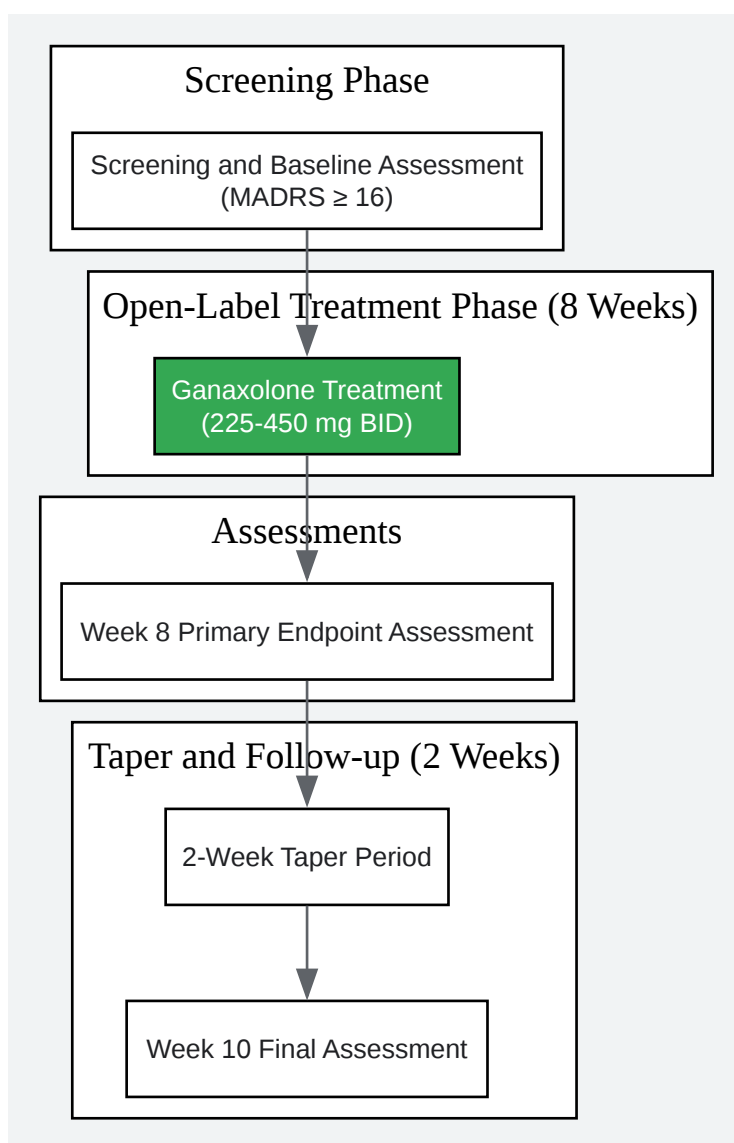 Screening Phase
Screening and Baseline Assessment
(MADRS ≥ 16)
Open-Label Treatment Phase (8 Weeks)
Ganaxolone Treatment
(225-450 mg BID)
Assessments
Week 8 Primary Endpoint Assessment
Taper and Follow-up (2 Weeks)
2-Week Taper Period
Week 10 Final Assessment